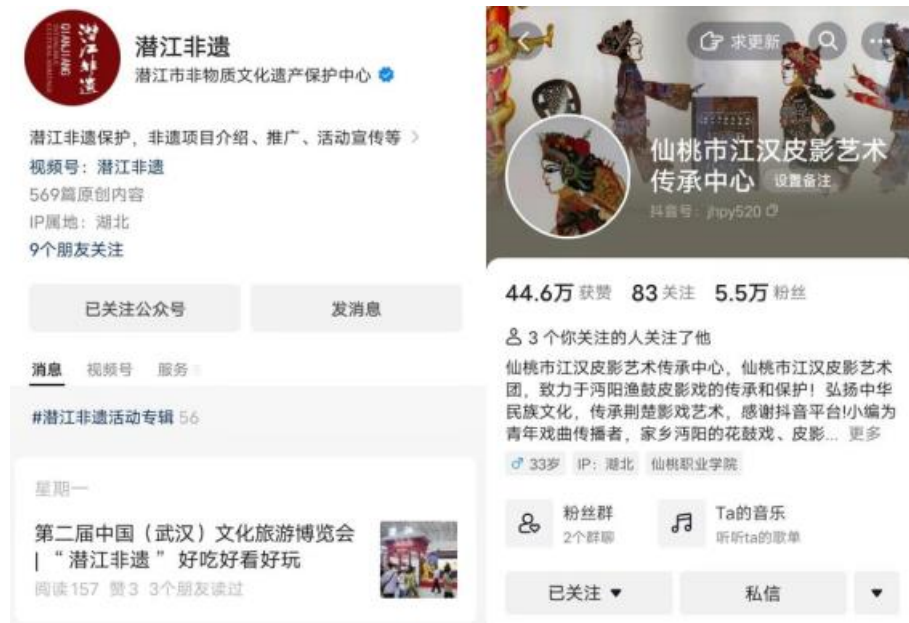 潜江非遗
QIANJIANG
潜江非遗
潜江市非物质文化遗产保护中心
潜江非遗保护，非遗项目介绍、推广、活动宣传等
视频号：潜江非遗
569篇原创内容
IP属地：湖北
9个朋友关注
已关注公众号
发消息
消息 视频号 服务
#潜江非遗活动专辑 56
星期一
第二届中国（武汉）文化旅游博览会
| “潜江非遗” 好吃好看好玩
阅读157 赞3 3个朋友读过
求更新
仙桃市江汉皮影艺术
传承中心 设置备注
抖音号：jhpy520
44.6万 获赞 83 关注 5.5万 粉丝
3 个你关注的人关注了他
仙桃市江汉皮影艺术传承中心，仙桃市江汉皮影艺术
团，致力于沔阳渔鼓皮影戏的传承和保护！弘扬中华
民族文化，传承荆楚影戏艺术，感谢抖音平台!小编为
青年戏曲传播者，家乡沔阳的花鼓戏、皮影... 更多
♂ 33岁 IP：湖北 仙桃职业学院
粉丝群
2个群聊
Ta的音乐
听听ta的歌单
已关注
私信